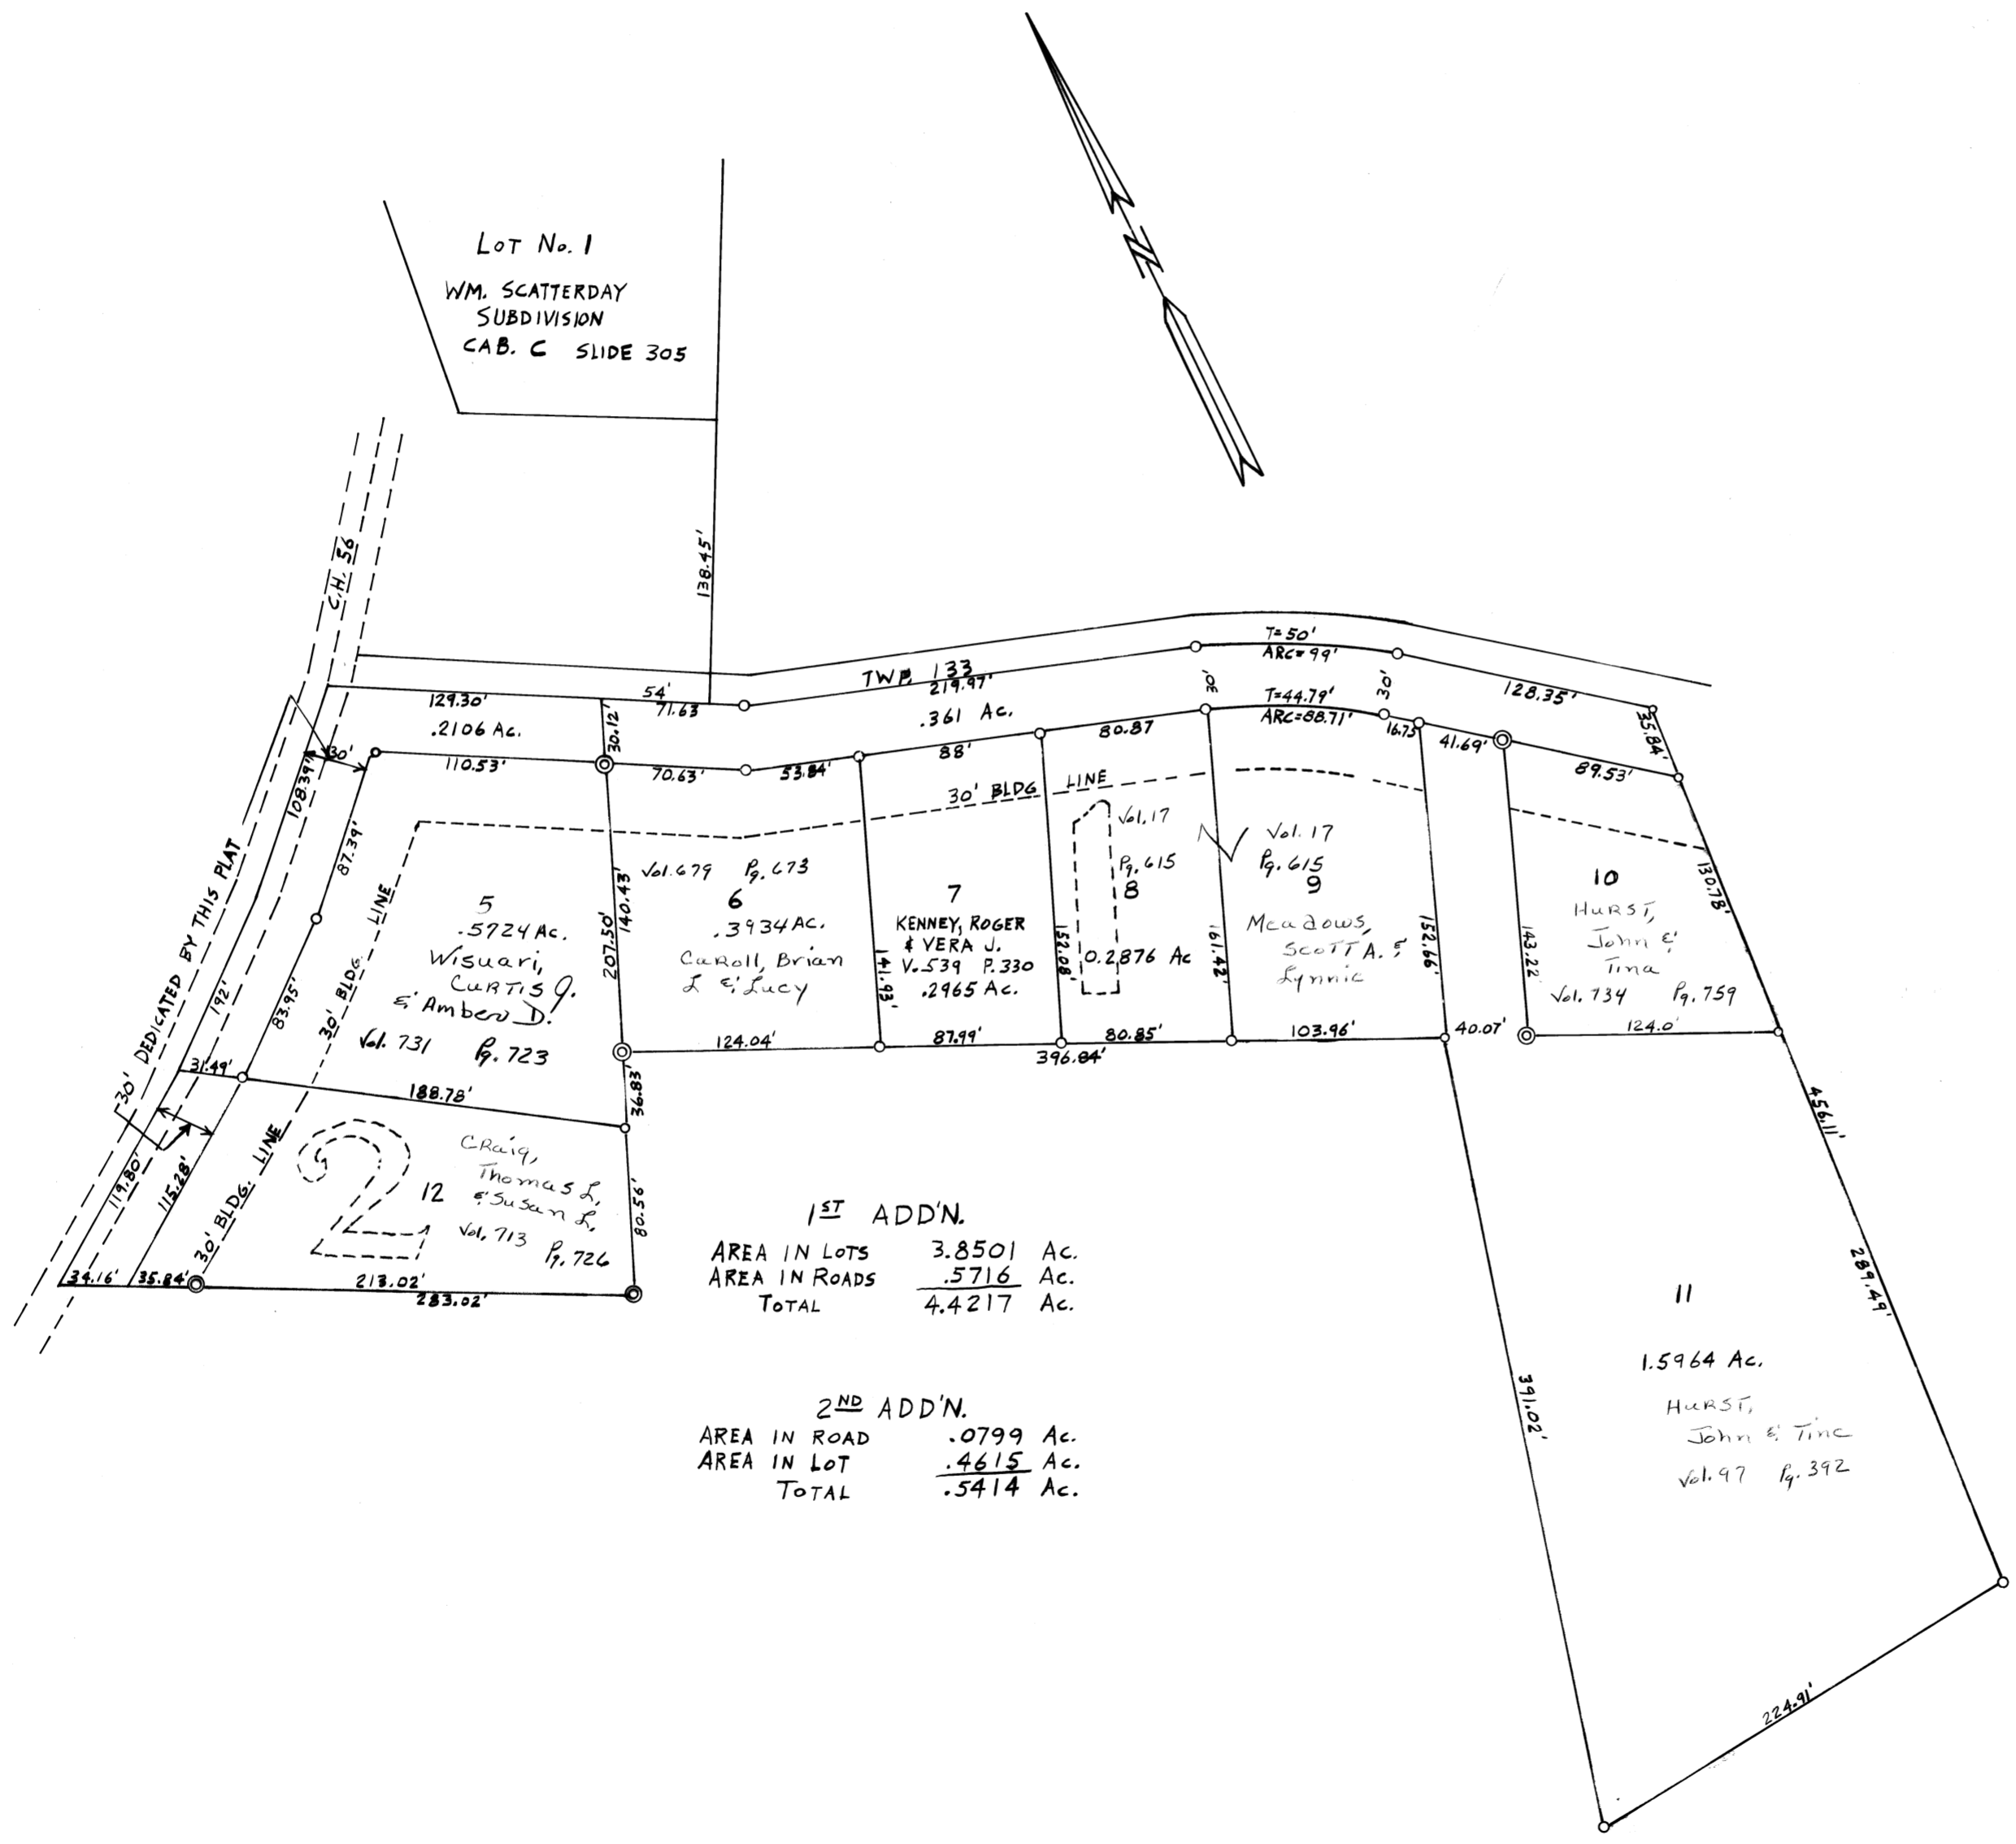 LOT No. 1
WM. SCATTERDAY
SUBDIVISION
CAB. C SLIDE 305
N
C.H. 56
138.45'
TWP. 133
129.30'
54'
71.63
219.97'
T=50'
ARC=99'
128.35'
35.84'
.2106 Ac.
30.12'
.361 Ac.
30'
T=44.79'
ARC=88.71'
30'
16.73
41.69'
89.53'
30'
110.53'
70.63'
53.84'
88'
80.87
30' BLDG LINE
30' DEDICATED BY THIS PLAT
108.39'
192'
87.39'
83.95'
31.49'
30' BLDG. LINE
5
.5724 Ac.
Wisuari,
CURTIS J.
& Amber D.
Vol. 731 Pg. 723
188.78'
207.50'
140.43'
Vol. 679 Pg. 673
6
.3934 AC.
Caroll, Brian
L & Lucy
124.04'
141.93'
7
KENNEY, ROGER
& VERA J.
V. 539 P. 330
.2965 AC.
87.99'
152.08'
Vol. 17
Pg. 615
8
0.2876 Ac
80.85'
396.84'
161.42'
Vol. 17
Pg. 615
9
Meadows,
SCOTT A. &
Lynnie
103.96'
152.66'
40.07'
143.22'
10
HURST,
John &
Tina
Vol. 734 Pg. 759
124.0'
130.78'
456.11'
289.49'
36.83'
80.56'
119.80'
115.28'
30' BLDG. LINE
2
12
CRaig,
Thomas L.
& Susan L.
Vol. 713 Pg. 726
34.16'
35.84'
213.02'
283.02'
1ST ADD'N.
AREA IN LOTS 3.8501 Ac.
AREA IN ROADS .5716 Ac.
TOTAL 4.4217 Ac.
2ND ADD'N.
AREA IN ROAD .0799 Ac.
AREA IN LOT .4615 Ac.
TOTAL .5414 Ac.
11
1.5964 Ac.
HURST,
John & Tina
Vol. 97 Pg. 392
391.02'
224.91'